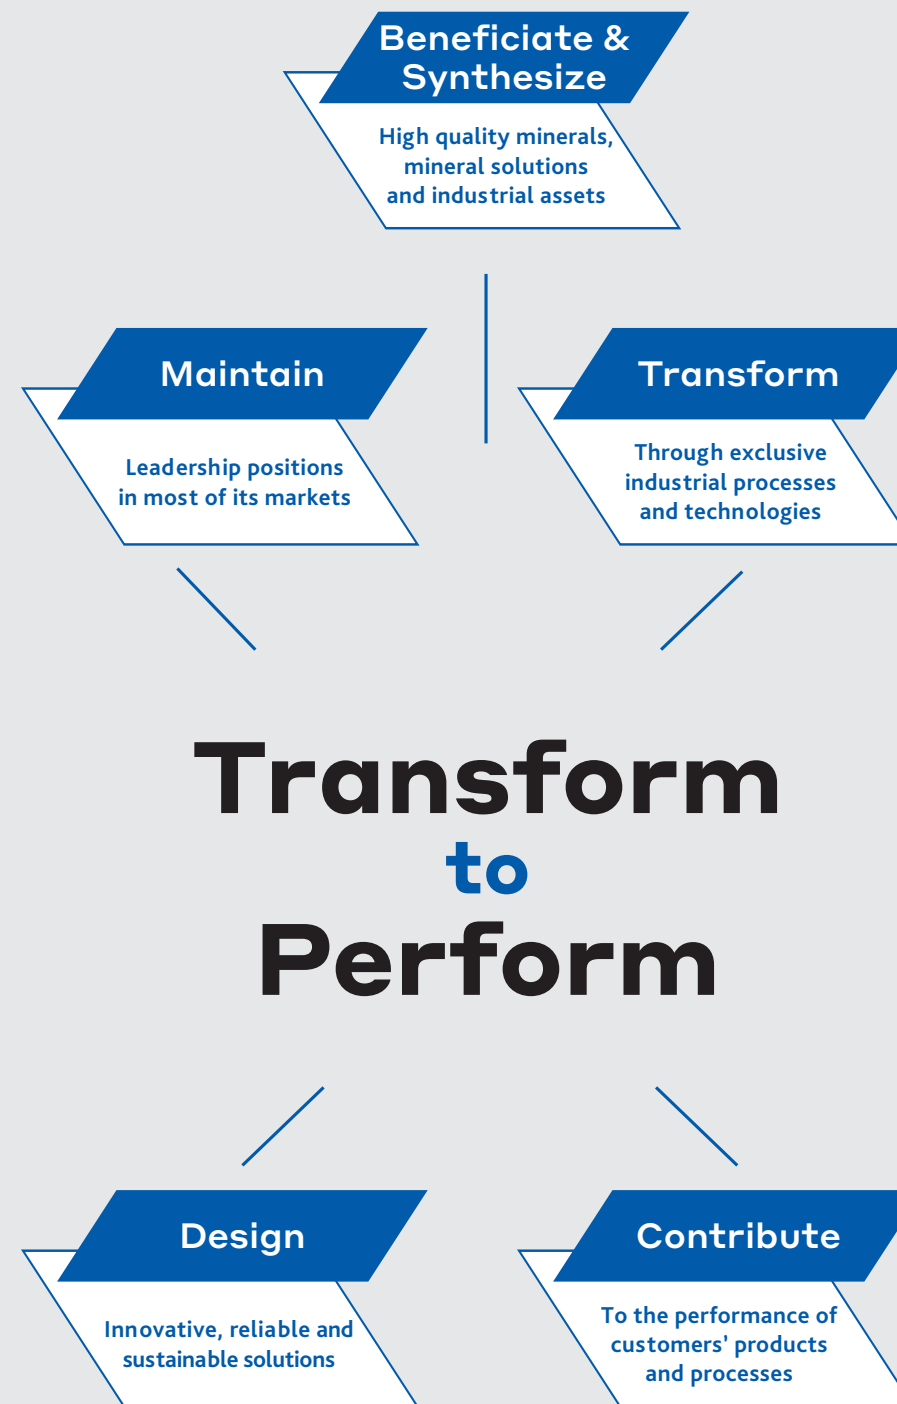 Beneficiate &
Synthesize
High quality minerals,
mineral solutions
and industrial assets
Maintain
Leadership positions
in most of its markets
Transform
Through exclusive
industrial processes
and technologies
Transform
to
Perform
Design
Innovative, reliable and
sustainable solutions
Contribute
To the performance of
customers’ products
and processes